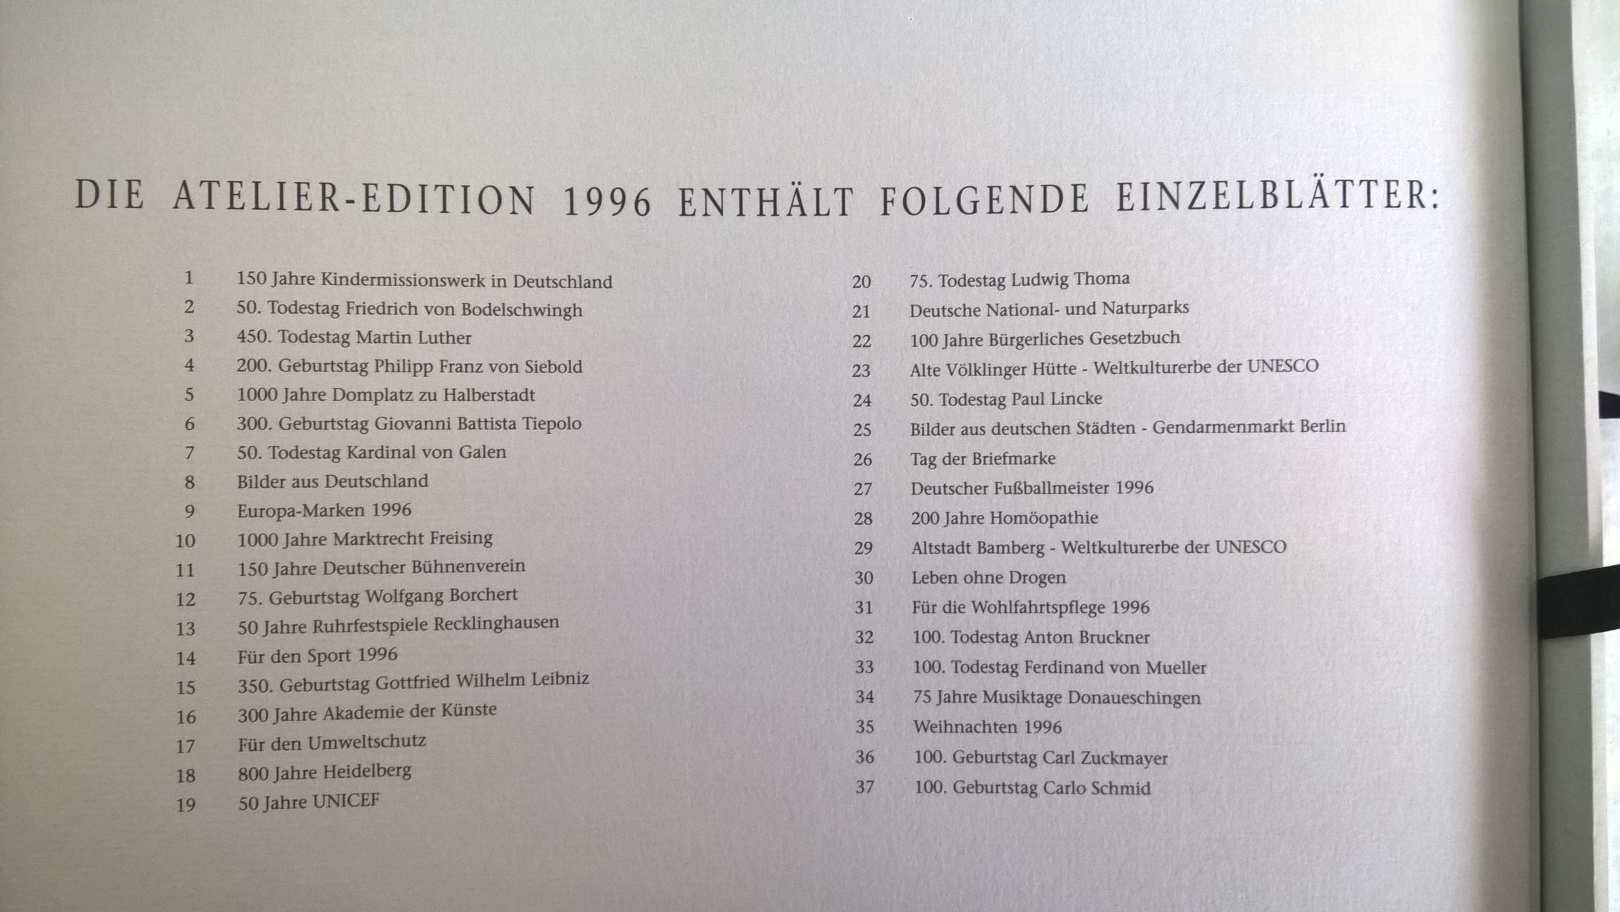 DIE ATELIER-EDITION 1996 ENTHÄLT FOLGENDE EINZELBLÄTTER:
1 150 Jahre Kindermissionswerk in Deutschland
2 50. Todestag Friedrich von Bodelschwingh
3 450. Todestag Martin Luther
4 200. Geburtstag Philipp Franz von Siebold
5 1000 Jahre Domplatz zu Halberstadt
6 300. Geburtstag Giovanni Battista Tiepolo
7 50. Todestag Kardinal von Galen
8 Bilder aus Deutschland
9 Europa-Marken 1996
10 1000 Jahre Marktrecht Freising
11 150 Jahre Deutscher Bühnenverein
12 75. Geburtstag Wolfgang Borchert
13 50 Jahre Ruhrfestspiele Recklinghausen
14 Für den Sport 1996
15 350. Geburtstag Gottfried Wilhelm Leibniz
16 300 Jahre Akademie der Künste
17 Für den Umweltschutz
18 800 Jahre Heidelberg
19 50 Jahre UNICEF
20 75. Todestag Ludwig Thoma
21 Deutsche National- und Naturparks
22 100 Jahre Bürgerliches Gesetzbuch
23 Alte Völklinger Hütte - Weltkulturerbe der UNESCO
24 50. Todestag Paul Lincke
25 Bilder aus deutschen Städten - Gendarmenmarkt Berlin
26 Tag der Briefmarke
27 Deutscher Fußballmeister 1996
28 200 Jahre Homöopathie
29 Altstadt Bamberg - Weltkulturerbe der UNESCO
30 Leben ohne Drogen
31 Für die Wohlfahrtspflege 1996
32 100. Todestag Anton Bruckner
33 100. Todestag Ferdinand von Mueller
34 75 Jahre Musiktage Donaueschingen
35 Weihnachten 1996
36 100. Geburtstag Carl Zuckmayer
37 100. Geburtstag Carlo Schmid